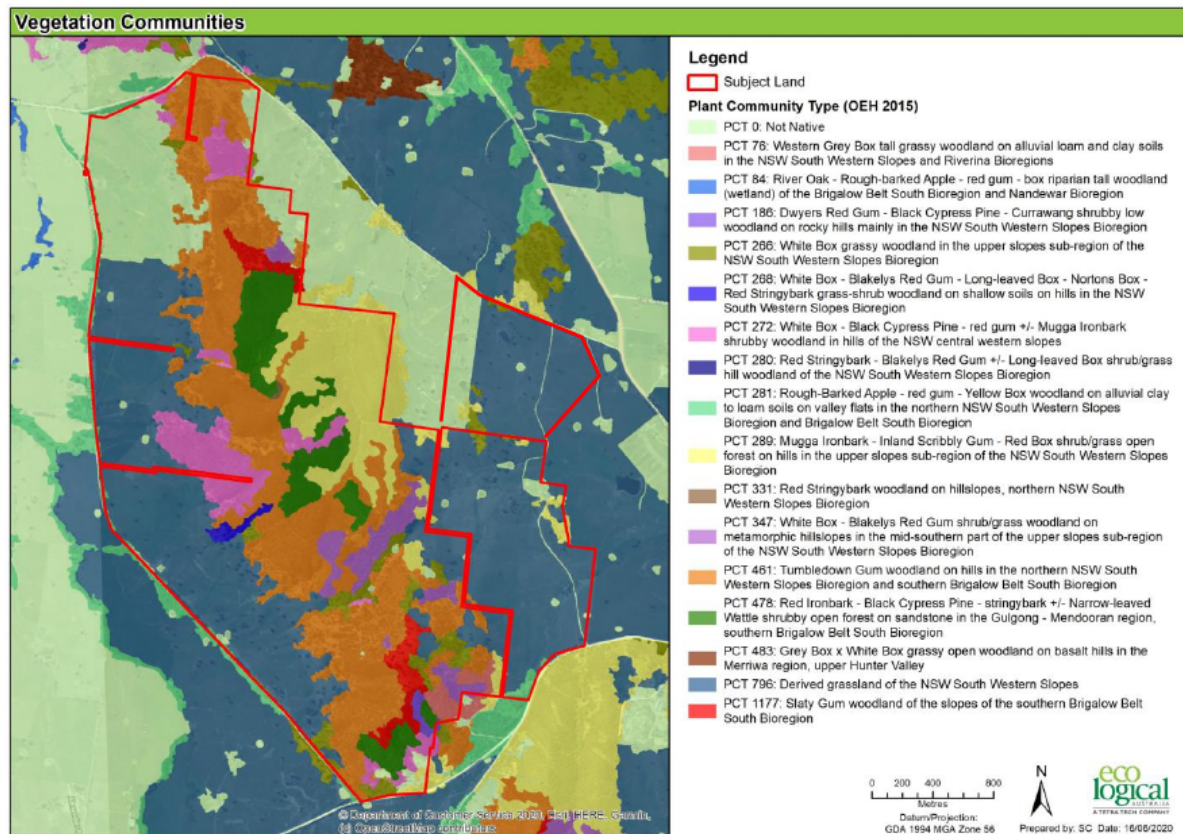 Vegetation Communities
Legend
Subject Land
Plant Community Type (OEH 2015)
PCT 0: Not Native
PCT 76: Western Grey Box tall grassy woodland on alluvial loam and clay soils
in the NSW South Western Slopes and Riverina Bioregions
PCT 84: River Oak - Rough-barked Apple - red gum - box riparian tall woodland
(wetland) of the Brigalow Belt South Bioregion and Nandewar Bioregion
PCT 186: Dwyers Red Gum - Black Cypress Pine - Currawang shrubby low
woodland on rocky hills mainly in the NSW South Western Slopes Bioregion
PCT 266: White Box grassy woodland in the upper slopes sub-region of the
NSW South Western Slopes Bioregion
PCT 268: White Box - Blakelys Red Gum - Long-leaved Box - Nortons Box -
Red Stringybark grass-shrub woodland on shallow soils on hills in the NSW
South Western Slopes Bioregion
PCT 272: White Box - Black Cypress Pine - red gum +/- Mugga Ironbark
shrubby woodland in hills of the NSW central western slopes
PCT 280: Red Stringybark - Blakelys Red Gum +/- Long-leaved Box shrub/grass
hill woodland of the NSW South Western Slopes Bioregion
PCT 281: Rough-Barked Apple - red gum - Yellow Box woodland on alluvial clay
to loam soils on valley flats in the northern NSW South Western Slopes
Bioregion and Brigalow Belt South Bioregion
PCT 289: Mugga Ironbark - Inland Scribbly Gum - Red Box shrub/grass open
forest on hills in the upper slopes sub-region of the NSW South Western Slopes
Bioregion
PCT 331: Red Stringybark woodland on hillslopes, northern NSW South
Western Slopes Bioregion
PCT 347: White Box - Blakelys Red Gum shrub/grass woodland on
metamorphic hillslopes in the mid-southern part of the upper slopes sub-region
of the NSW South Western Slopes Bioregion
PCT 461: Tumbledown Gum woodland on hills in the northern NSW South
Western Slopes Bioregion and southern Brigalow Belt South Bioregion
PCT 478: Red Ironbark - Black Cypress Pine - stringybark +/- Narrow-leaved
Wattle shrubby open forest on sandstone in the Gulgong - Mendooran region,
southern Brigalow Belt South Bioregion
PCT 483: Grey Box x White Box grassy open woodland on basalt hills in the
Merriwa region, upper Hunter Valley
PCT 796: Derived grassland of the NSW South Western Slopes
PCT 1177: Slaty Gum woodland of the slopes of the southern Brigalow Belt
South Bioregion
© Department of Customer Service 2020, Esri, HERE, Garmin,
(c) OpenStreetMap contributors
0 200 400 800
Metres
Datum/Projection:
GDA 1994 MGA Zone 56
N
eco
logical
AUSTRALIA
A TETRA TECH COMPANY
Prepared by: SC Date: 16/06/2020